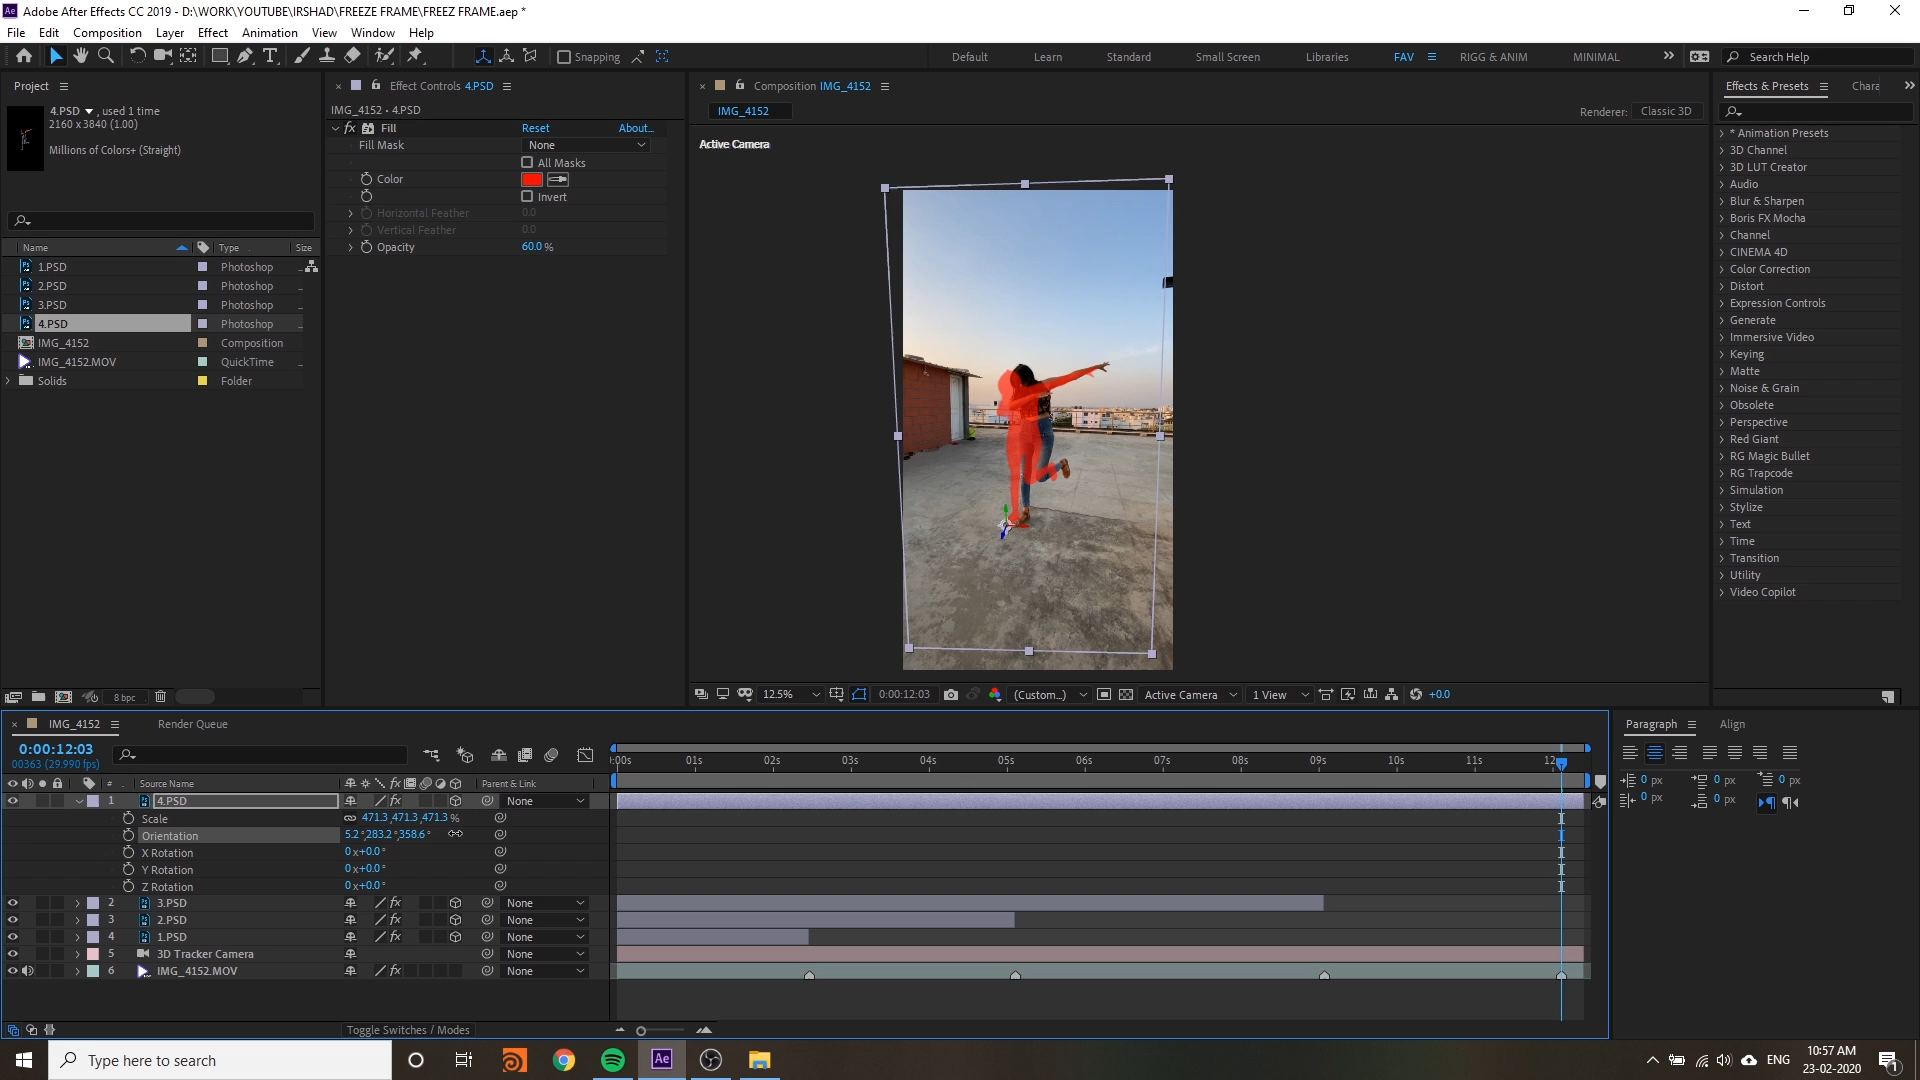 Adobe After Effects CC 2019 - D:\WORK\YOUTUBE\IRSHAD\FREEZE FRAME\FREEZ FRAME.aep *
File Edit Composition Layer Effect Animation View Window Help
Snapping Default Learn Standard Small Screen Libraries FAV RIGG & ANIM MINIMAL Search Help
Project
4.PSD , used 1 time
2160 x 3840 (1.00)
Millions of Colors+ (Straight)
Name Type Size
1.PSD Photoshop
2.PSD Photoshop
3.PSD Photoshop
4.PSD Photoshop
IMG_4152 Composition
IMG_4152.MOV QuickTime
Solids Folder
8 bpc
Effect Controls 4.PSD
IMG_4152 • 4.PSD
fx Fill Reset About...
Fill Mask None
All Masks
Color
Invert
Horizontal Feather 0.0
Vertical Feather 0.0
Opacity 60.0 %
Composition IMG_4152
IMG_4152 Renderer: Classic 3D
Active Camera
12.5% 0:00:12:03 (Custom...) Active Camera 1 View +0.0
Effects & Presets Chara
* Animation Presets
3D Channel
3D LUT Creator
Audio
Blur & Sharpen
Boris FX Mocha
Channel
CINEMA 4D
Color Correction
Distort
Expression Controls
Generate
Immersive Video
Keying
Matte
Noise & Grain
Obsolete
Perspective
Red Giant
RG Magic Bullet
RG Trapcode
Simulation
Stylize
Text
Time
Transition
Utility
Video Copilot
IMG_4152 Render Queue
0:00:12:03
00363 (29.990 fps)
:00s 01s 02s 03s 04s 05s 06s 07s 08s 09s 10s 11s 12
# Source Name fx Parent & Link
1 4.PSD fx None
Scale 471.3 ,471.3 ,471.3 %
Orientation 5.2 °,283.2 °,358.6 °
X Rotation 0 x+0.0 °
Y Rotation 0 x+0.0 °
Z Rotation 0 x+0.0 °
2 3.PSD fx None
3 2.PSD fx None
4 1.PSD fx None
5 3D Tracker Camera None
6 IMG_4152.MOV fx None
Toggle Switches / Modes
Paragraph Align
0 px 0 px 0 px
0 px 0 px
Type here to search
ENG
10:57 AM
23-02-2020
1